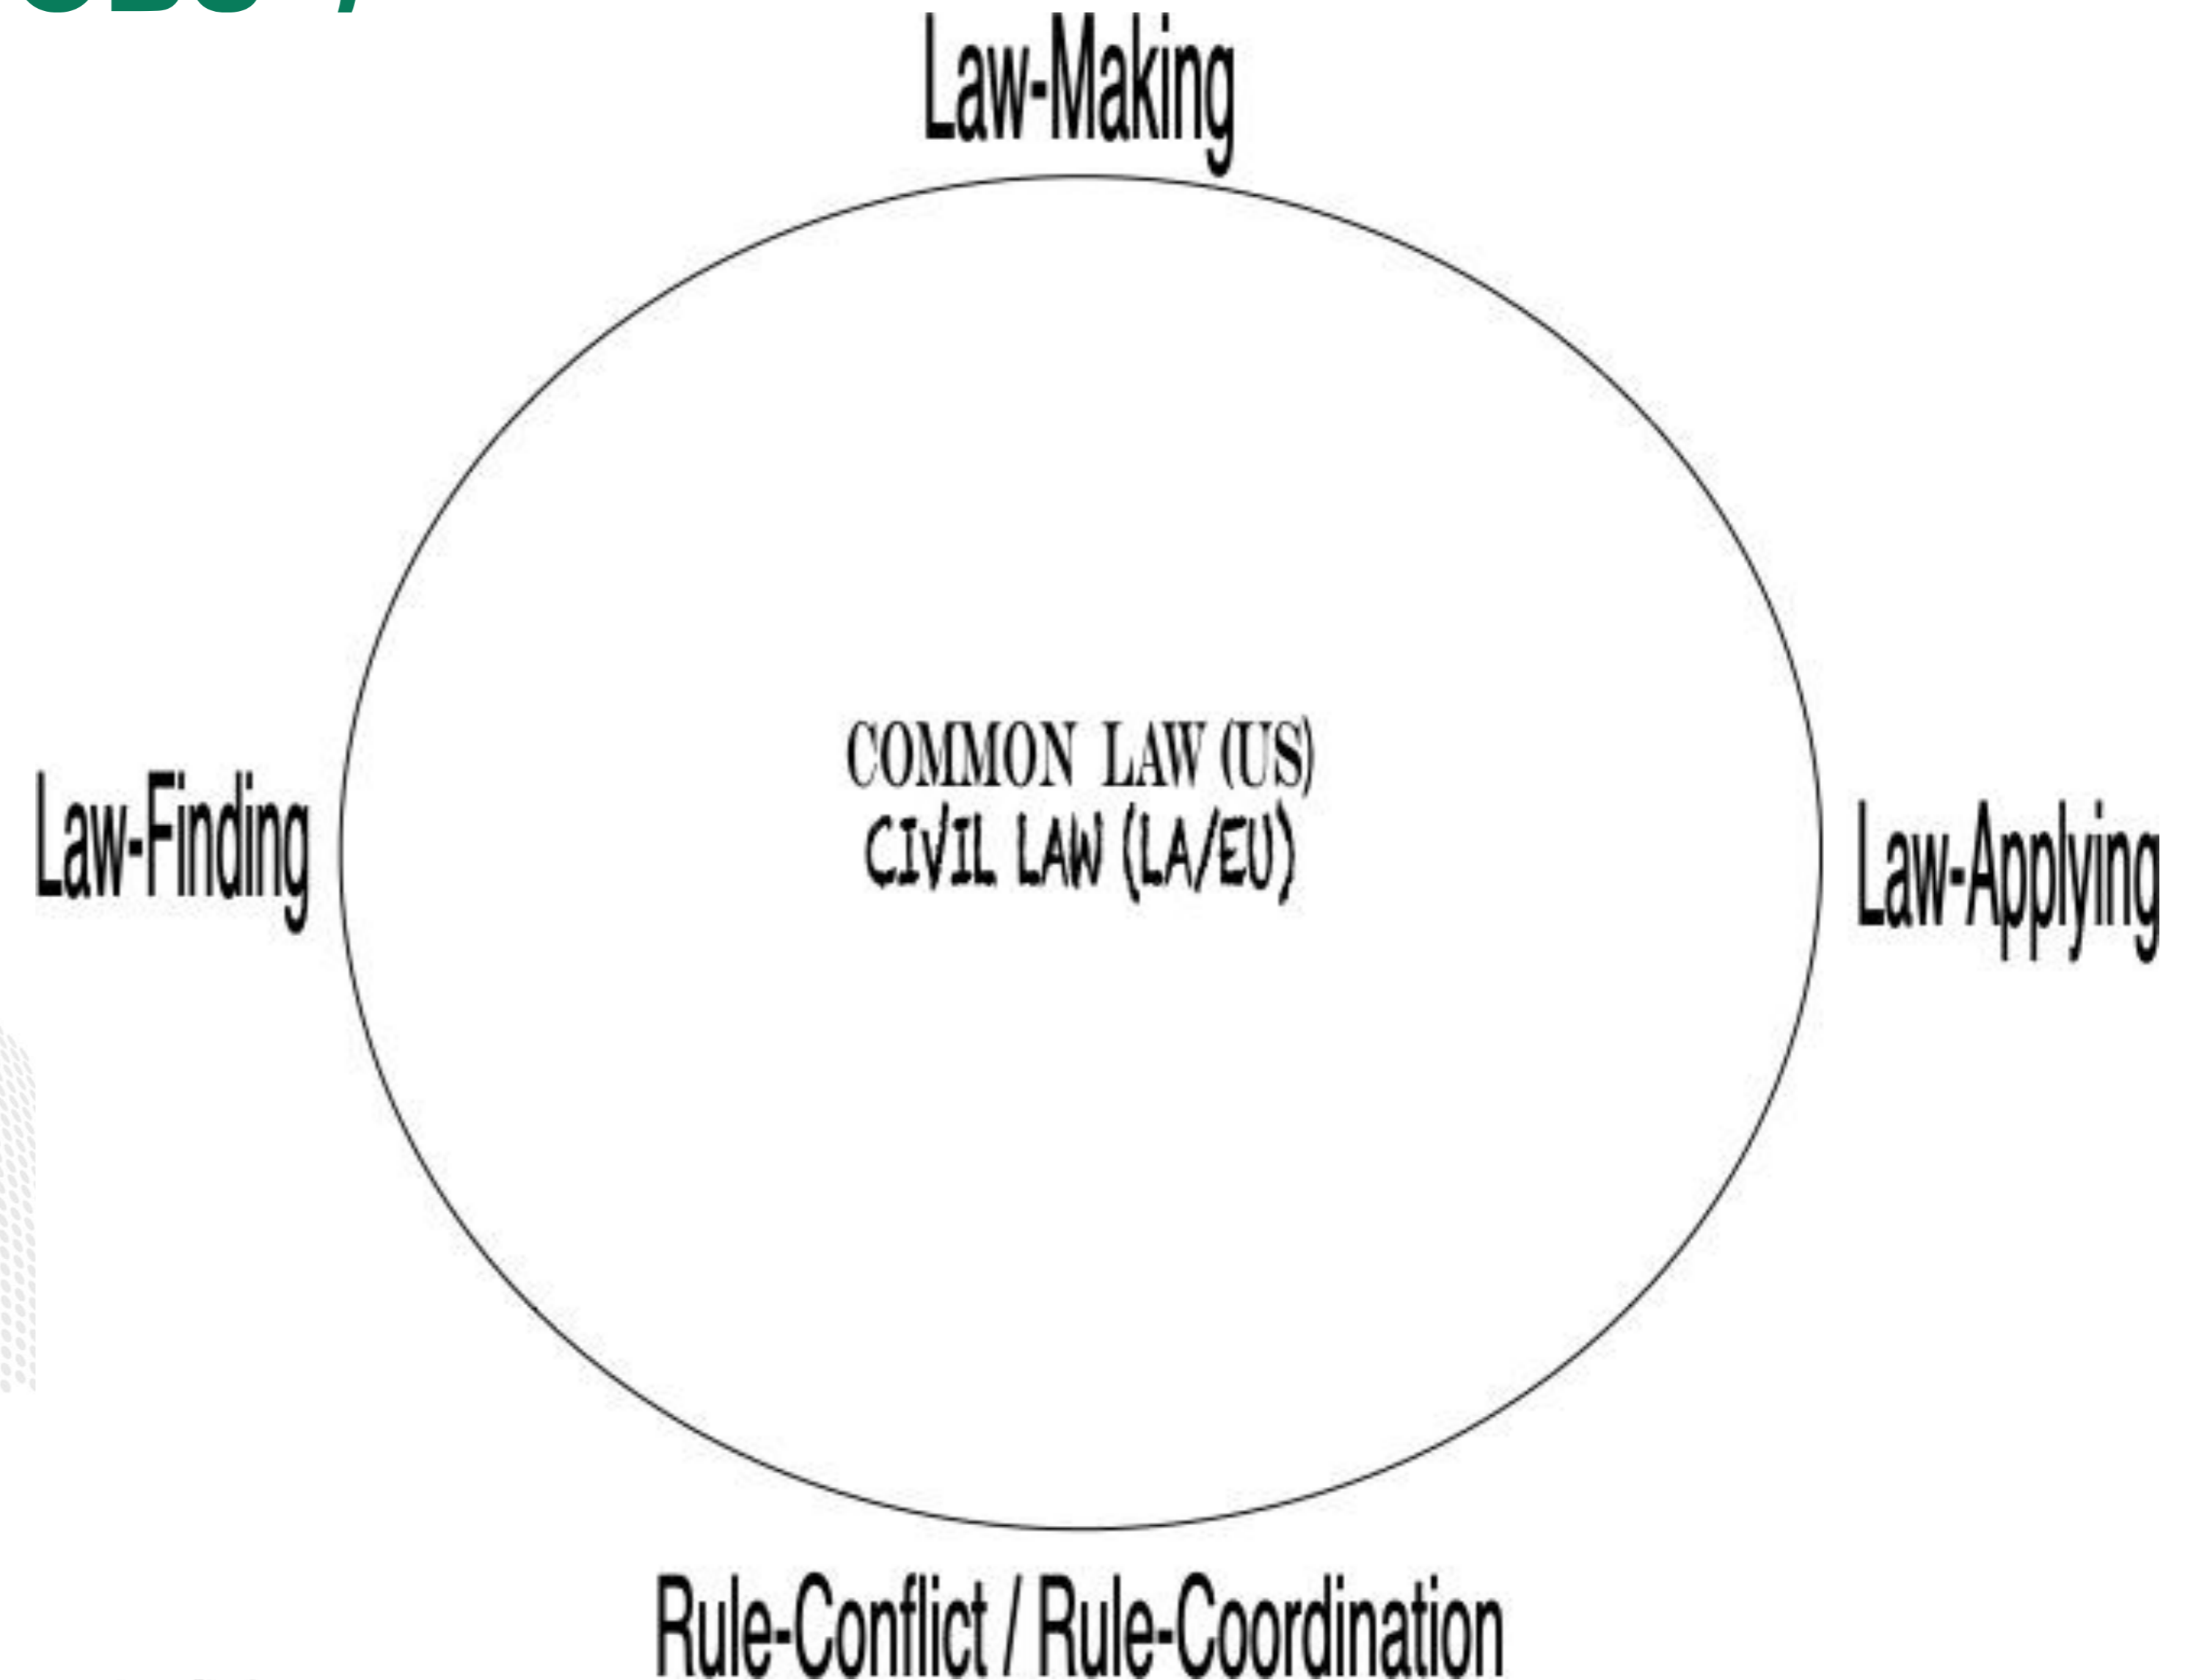 Law-Making
COMMON LAW (US)
CIVIL LAW (LA/EU)
Law-Finding
Law-Applying
Rule-Conflict / Rule-Coordination